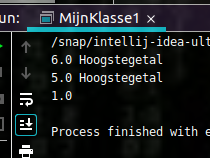 un: MijnKlasse1 ×
/snap/intellij-idea-ult
6.0 Hoogstegetal
5.0 Hoogstegetal
1.0
Process finished with e